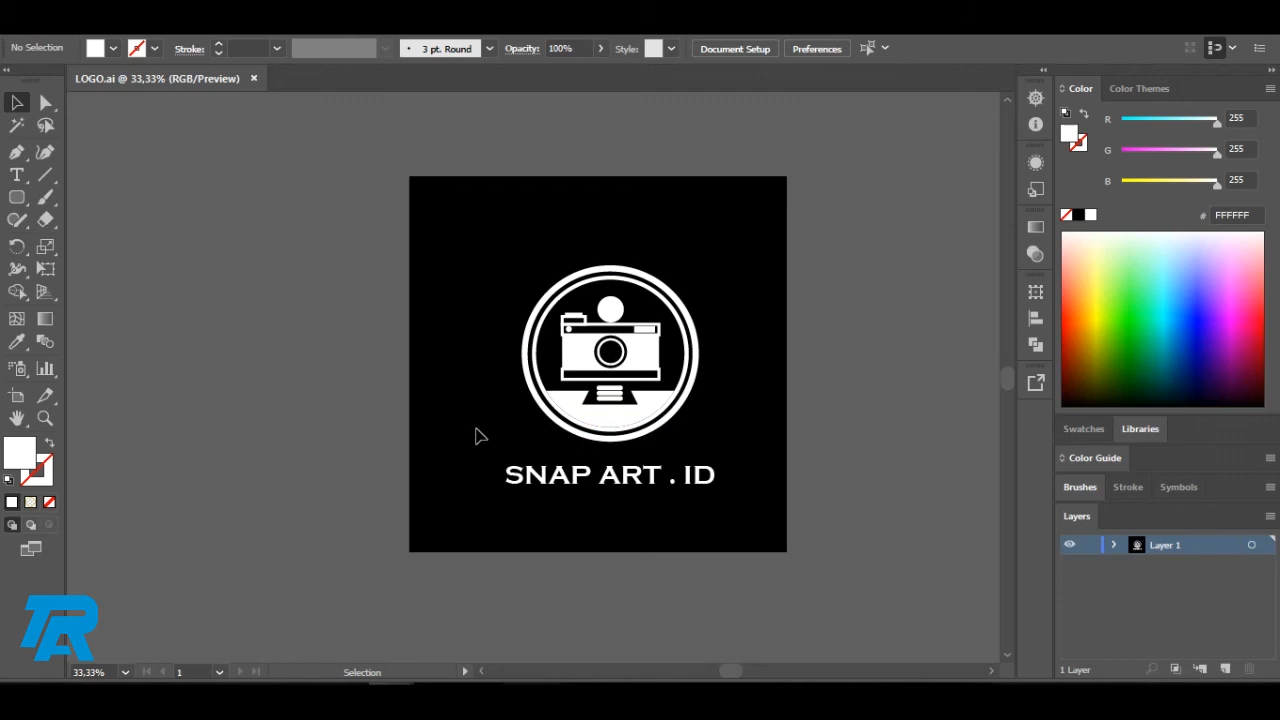 No Selection Stroke: 3 pt. Round Opacity: 100% Style: Document Setup Preferences
LOGO.ai @ 33,33% (RGB/Preview)
Color Color Themes
R 255
G 255
B 255
# FFFFFF
SNAP ART . ID
Swatches Libraries
Color Guide
Brushes Stroke Symbols
Layers
Layer 1
TAR
33,33% 1 Selection
1 Layer